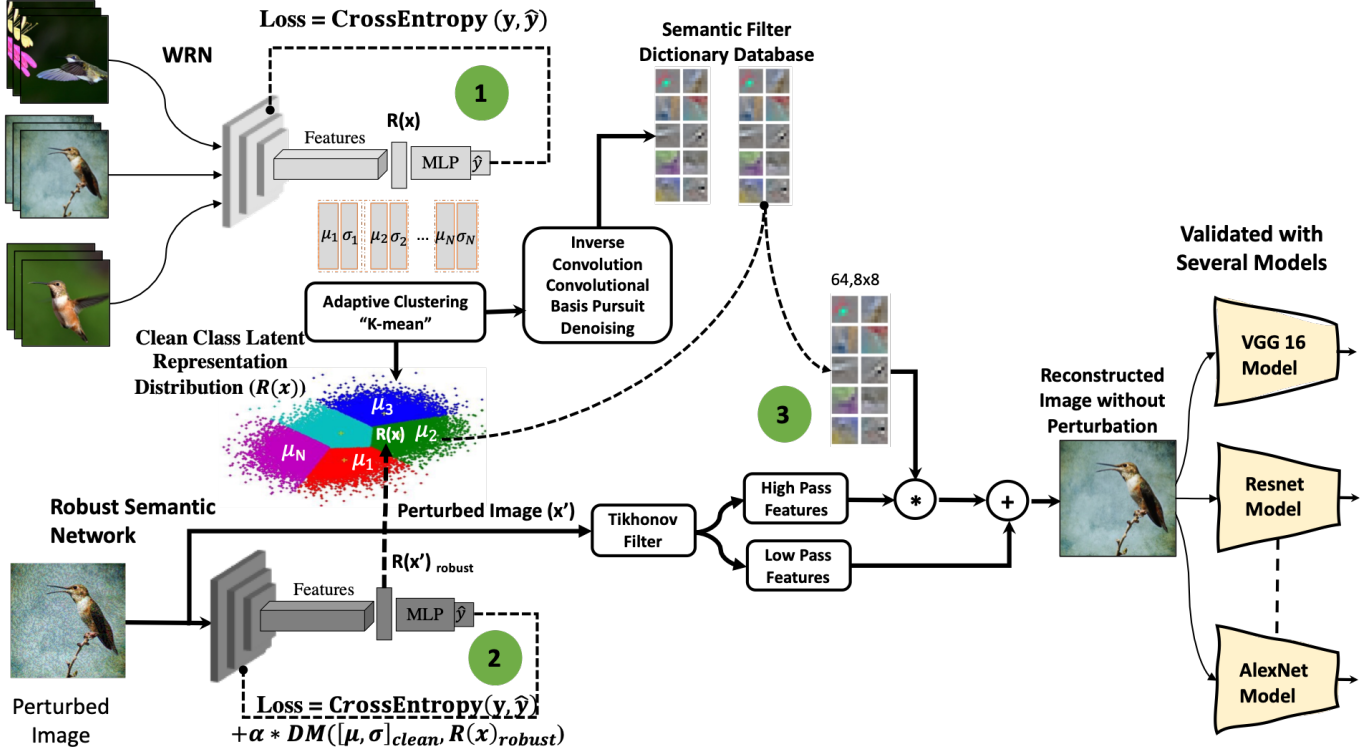 Loss = CrossEntropy (y, ŷ)
WRN
1
Features
R(x)
MLP
ŷ
μ1 σ1 μ2 σ2 ... μN σN
Semantic Filter
Dictionary Database
Adaptive Clustering
“K-mean”
Inverse
Convolution
Convolutional
Basis Pursuit
Denoising
Clean Class Latent
Representation
Distribution (R(x))
μ3
R(x)
μ2
μN
μ1
64,8x8
3
Validated with
Several Models
VGG 16
Model
Resnet
Model
AlexNet
Model
Reconstructed
Image without
Perturbation
High Pass
Features
*
+
Tikhonov
Filter
Low Pass
Features
Perturbed Image (x’)
Robust Semantic
Network
R(x’) robust
Features
MLP
ŷ
2
Loss = CrossEntropy(y, ŷ)
+α * DM([μ, σ]clean, R(x)robust)
Perturbed
Image